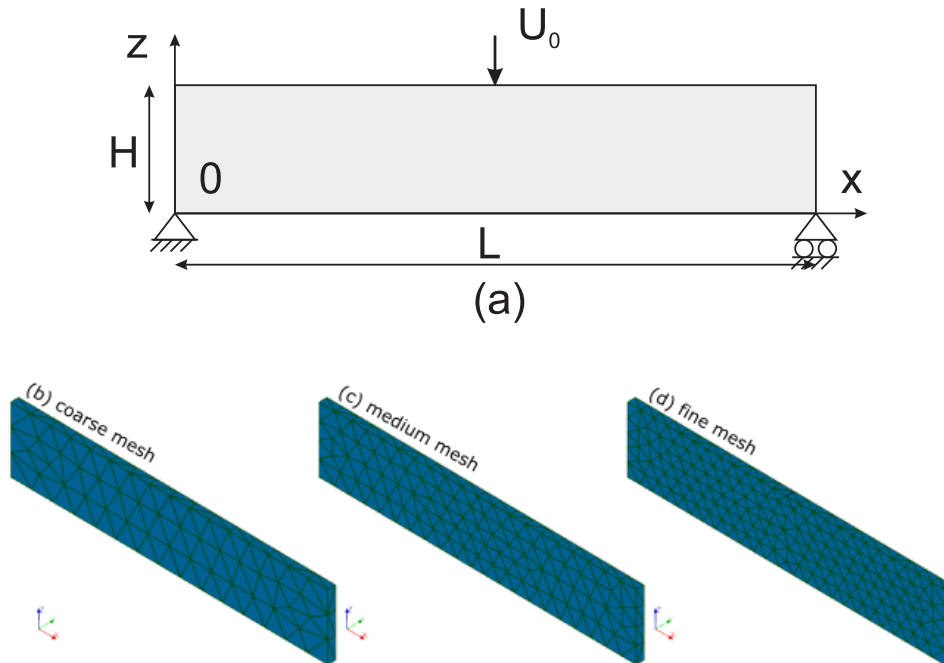 z
U₀
H
0
x
L
(a)
(b) coarse mesh
(c) medium mesh
(d) fine mesh